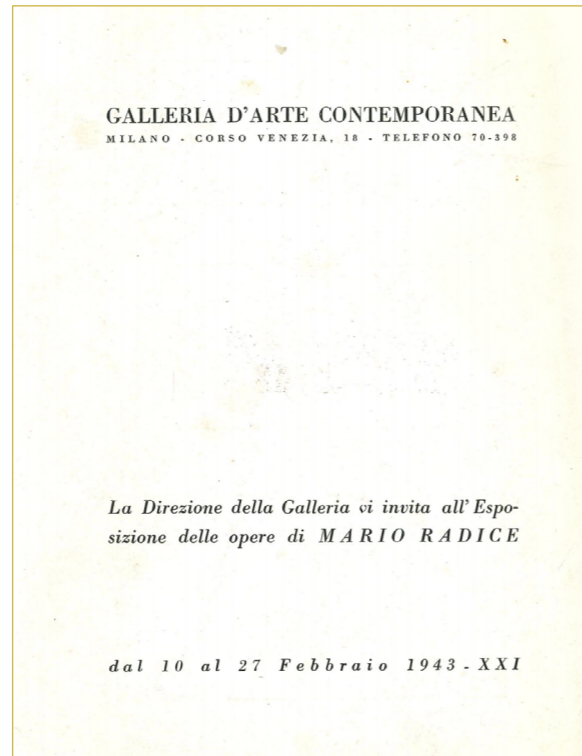 GALLERIA D'ARTE CONTEMPORANEA
MILANO - CORSO VENEZIA, 18 - TELEFONO 70-398
La Direzione della Galleria vi invita all'Espo-
sizione delle opere di MARIO RADICE
dal 10 al 27 Febbraio 1943 - XXI